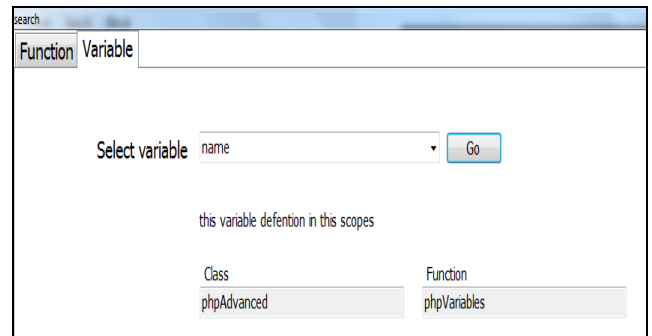 search
Function Variable
Select variable name Go
this variable defention in this scopes
Class Function
phpAdvanced phpVariables